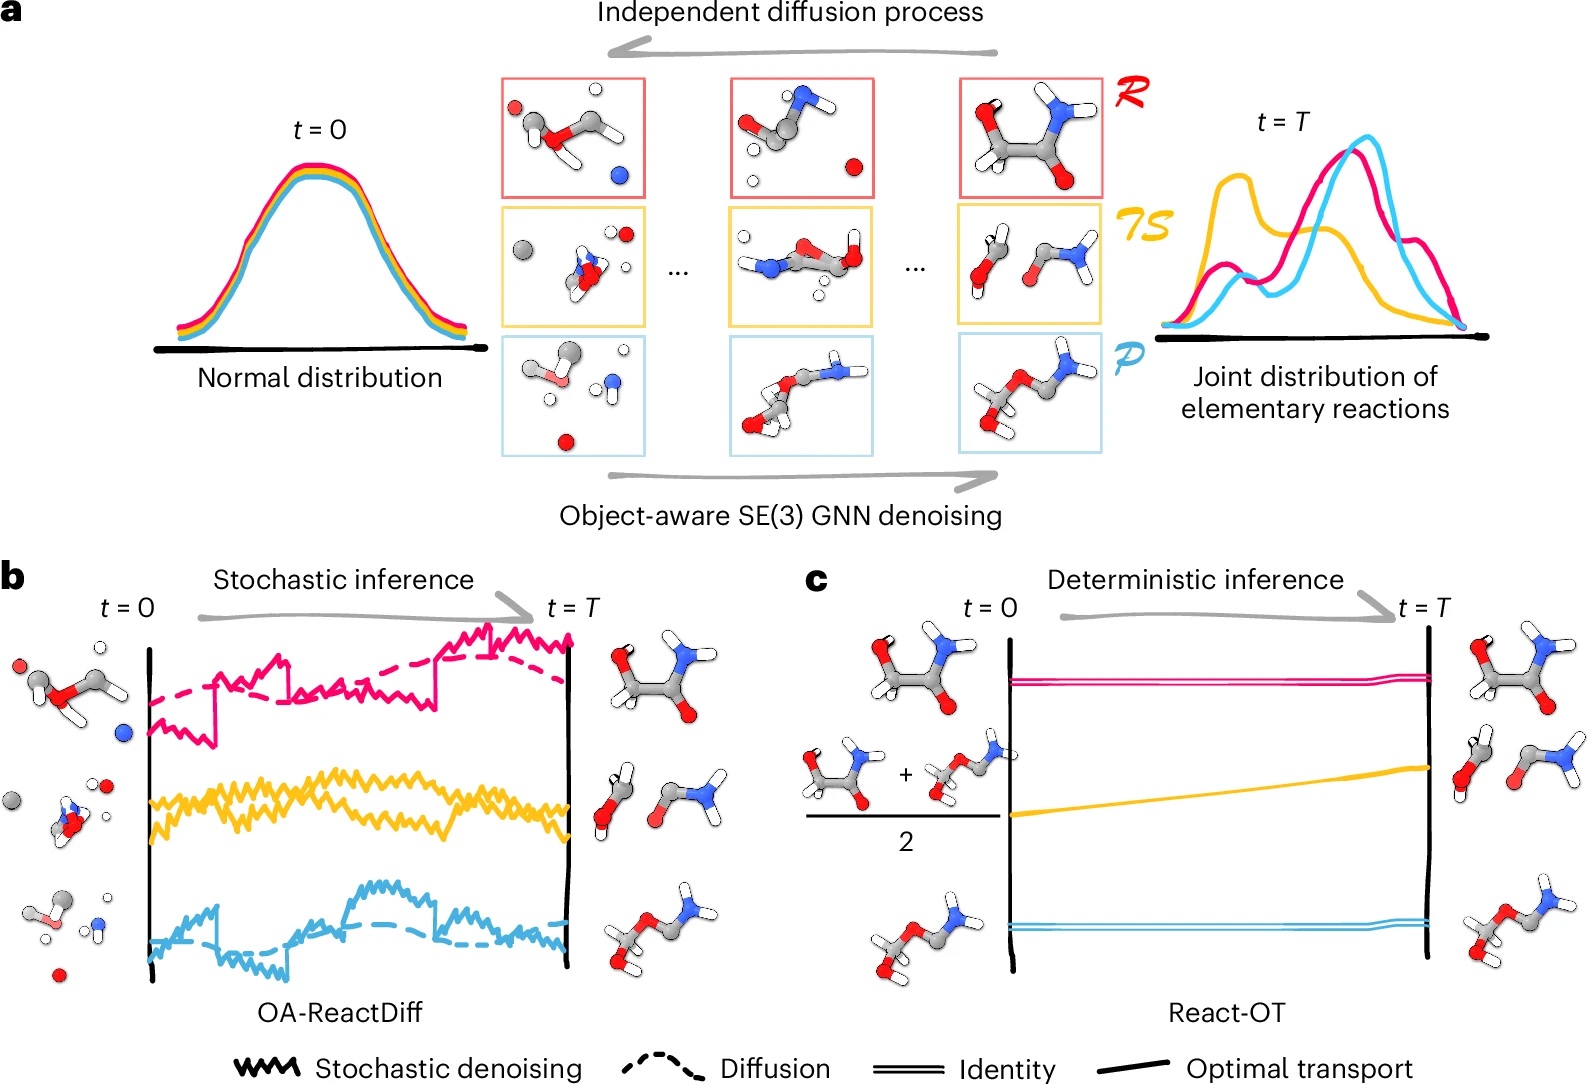 a
Independent diffusion process
t = 0
R
t = T
TS
...
...
P
Normal distribution
Joint distribution of
elementary reactions
Object-aware SE(3) GNN denoising
b
Stochastic inference
t = 0
t = T
OA-ReactDiff
c
Deterministic inference
t = 0
t = T
+
2
React-OT
Stochastic denoising
Diffusion
Identity
Optimal transport